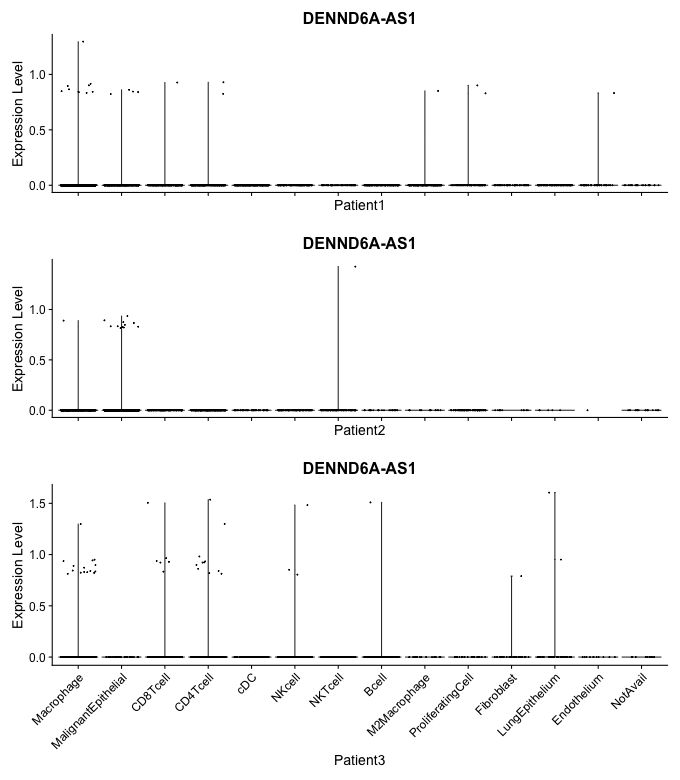 DENND6A-AS1
Expression Level
1.0
0.5
0.0
Patient1
DENND6A-AS1
Expression Level
1.0
0.5
0.0
Patient2
DENND6A-AS1
Expression Level
1.5
1.0
0.5
0.0
Macrophage
MalignantEpithelial
CD8Tcell
CD4Tcell
cDC
NKcell
NKTcell
Bcell
M2Macrophage
ProliferatingCell
Fibroblast
LungEpithelium
Endothelium
NotAvail
Patient3